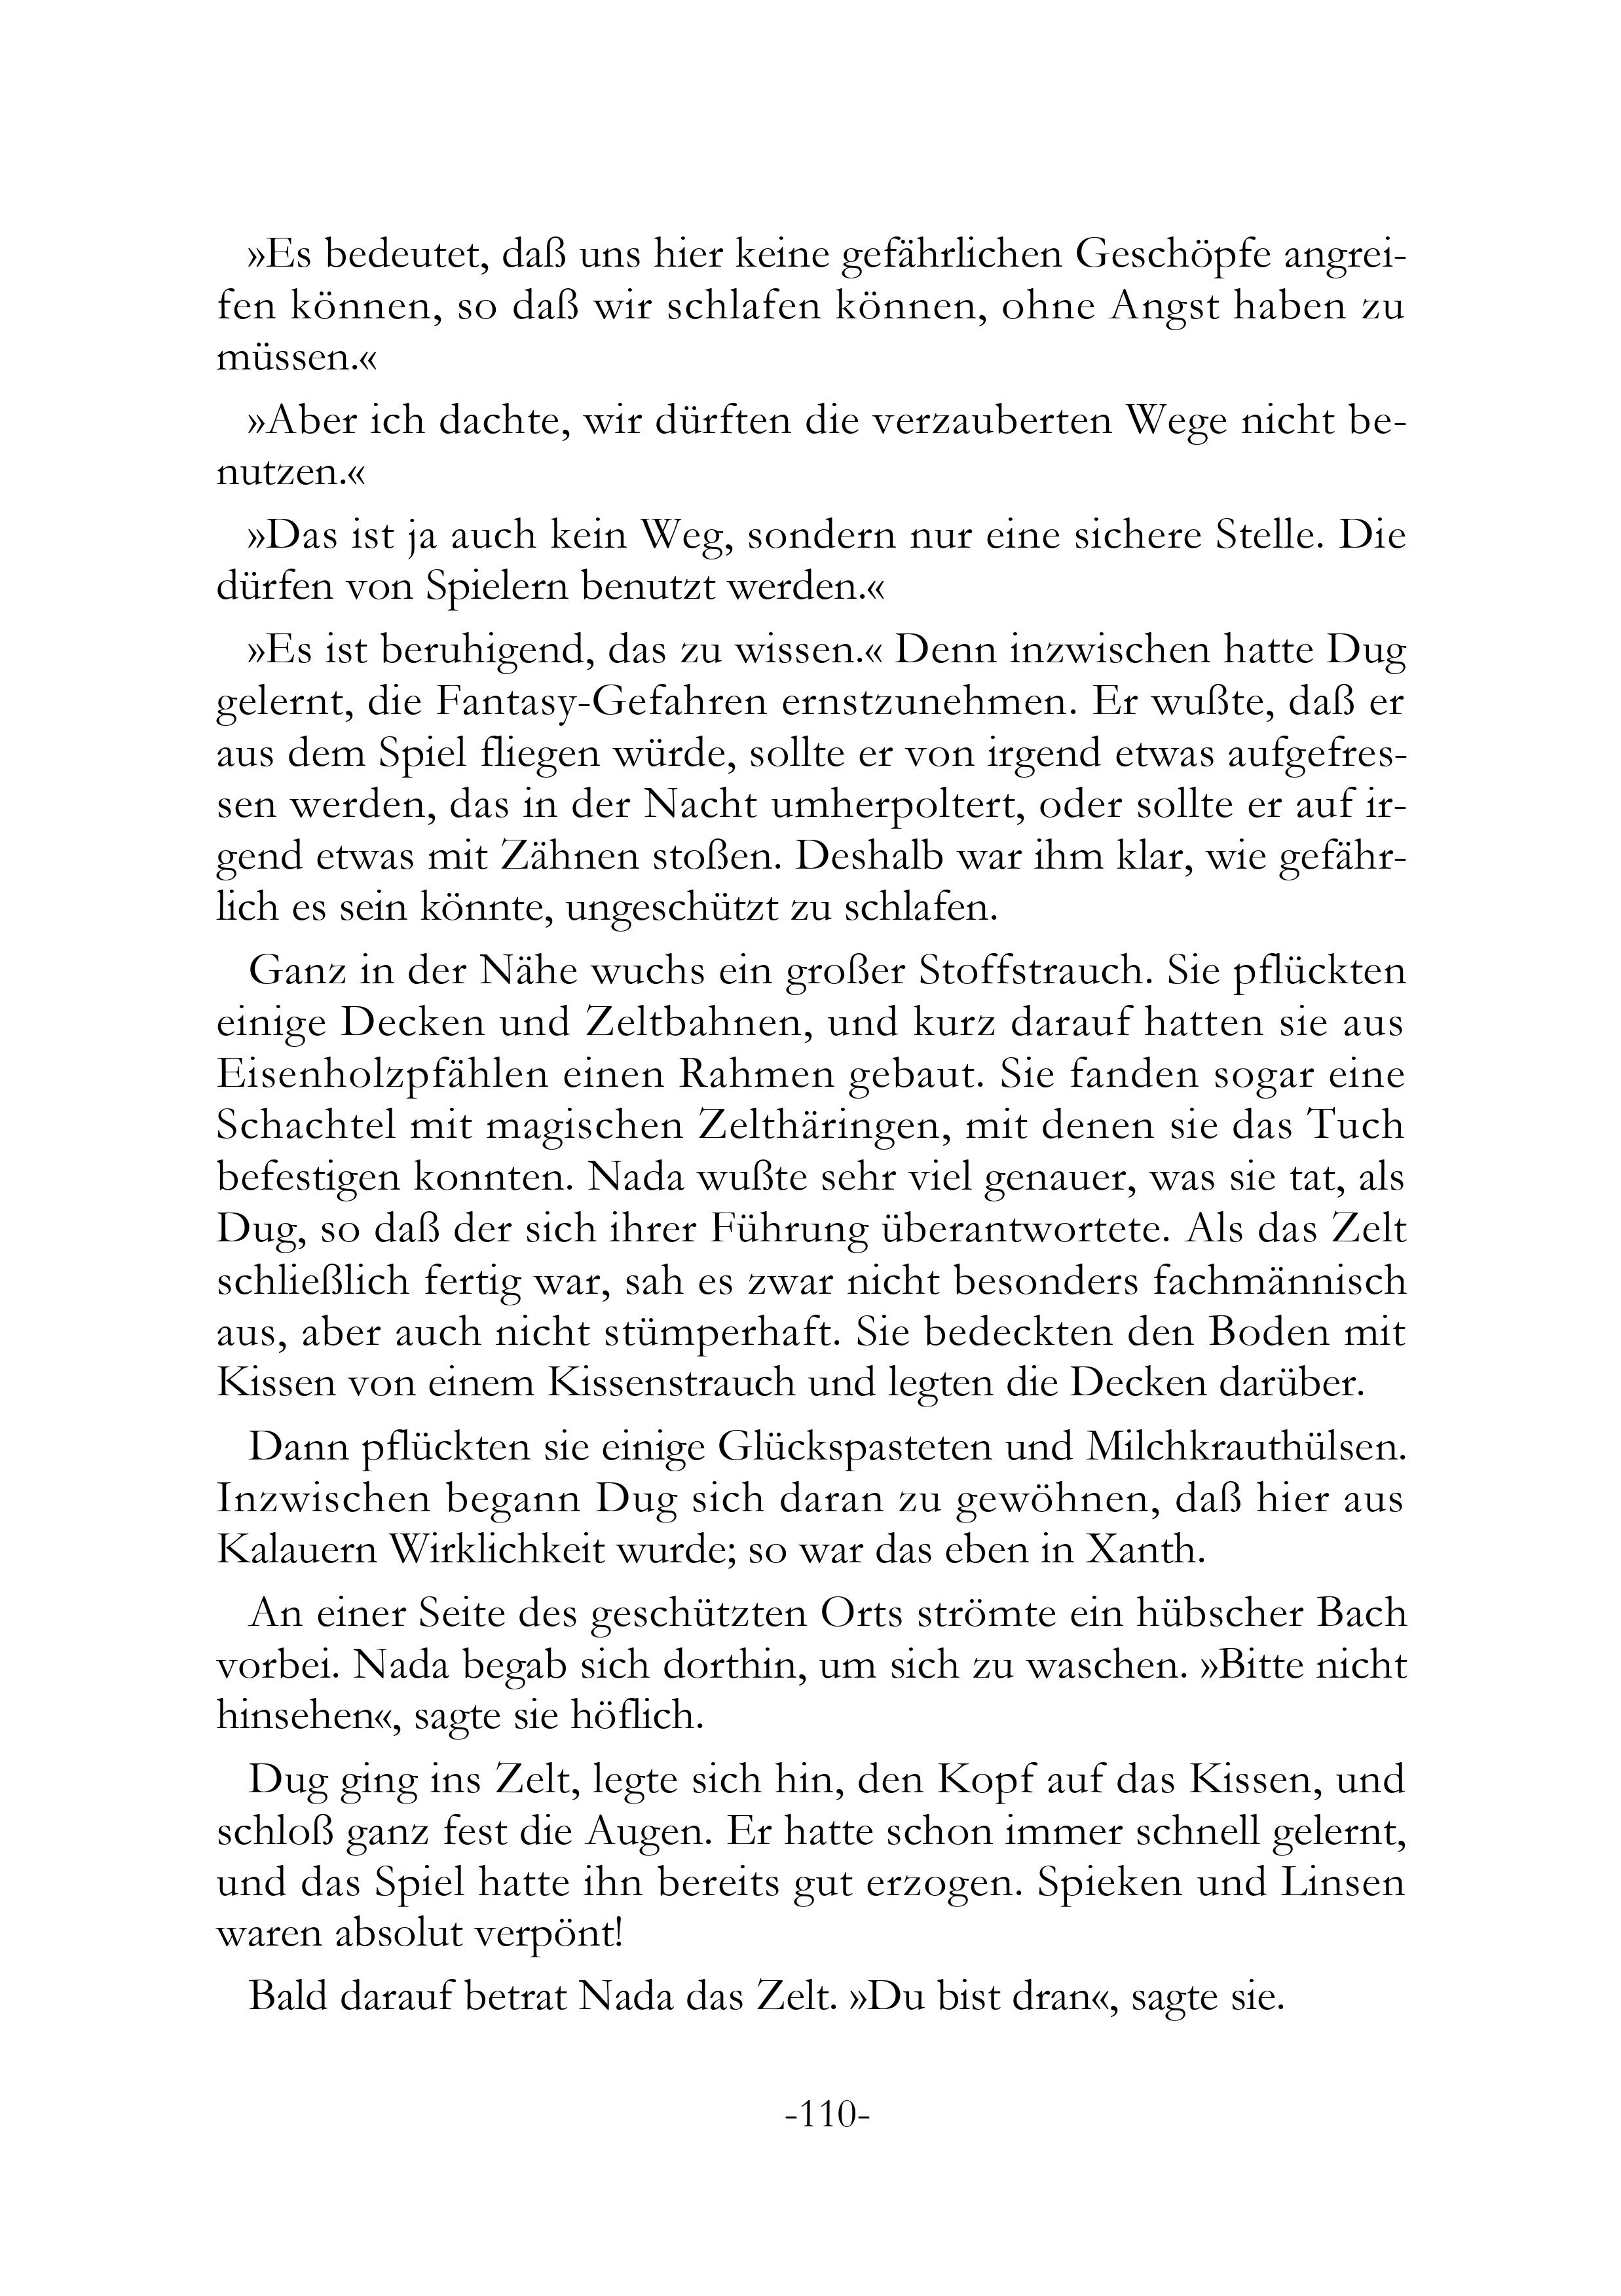 »Es bedeutet, daß uns hier keine gefährlichen Geschöpfe angrei-
fen können, so daß wir schlafen können, ohne Angst haben zu
müssen.«
»Aber ich dachte, wir dürften die verzauberten Wege nicht be-
nutzen.«
»Das ist ja auch kein Weg, sondern nur eine sichere Stelle. Die
dürfen von Spielern benutzt werden.«
»Es ist beruhigend, das zu wissen.« Denn inzwischen hatte Dug
gelernt, die Fantasy-Gefahren ernstzunehmen. Er wußte, daß er
aus dem Spiel fliegen würde, sollte er von irgend etwas aufgefres-
sen werden, das in der Nacht umherpoltert, oder sollte er auf ir-
gend etwas mit Zähnen stoßen. Deshalb war ihm klar, wie gefähr-
lich es sein könnte, ungeschützt zu schlafen.
Ganz in der Nähe wuchs ein großer Stoffstrauch. Sie pflückten
einige Decken und Zeltbahnen, und kurz darauf hatten sie aus
Eisenholzpfählen einen Rahmen gebaut. Sie fanden sogar eine
Schachtel mit magischen Zelthäringen, mit denen sie das Tuch
befestigen konnten. Nada wußte sehr viel genauer, was sie tat, als
Dug, so daß der sich ihrer Führung überantwortete. Als das Zelt
schließlich fertig war, sah es zwar nicht besonders fachmännisch
aus, aber auch nicht stümperhaft. Sie bedeckten den Boden mit
Kissen von einem Kissenstrauch und legten die Decken darüber.
Dann pflückten sie einige Glückspasteten und Milchkrauthülsen.
Inzwischen begann Dug sich daran zu gewöhnen, daß hier aus
Kalauern Wirklichkeit wurde; so war das eben in Xanth.
An einer Seite des geschützten Orts strömte ein hübscher Bach
vorbei. Nada begab sich dorthin, um sich zu waschen. »Bitte nicht
hinsehen«, sagte sie höflich.
Dug ging ins Zelt, legte sich hin, den Kopf auf das Kissen, und
schloß ganz fest die Augen. Er hatte schon immer schnell gelernt,
und das Spiel hatte ihn bereits gut erzogen. Spieken und Linsen
waren absolut verpönt!
Bald darauf betrat Nada das Zelt. »Du bist dran«, sagte sie.
-110-